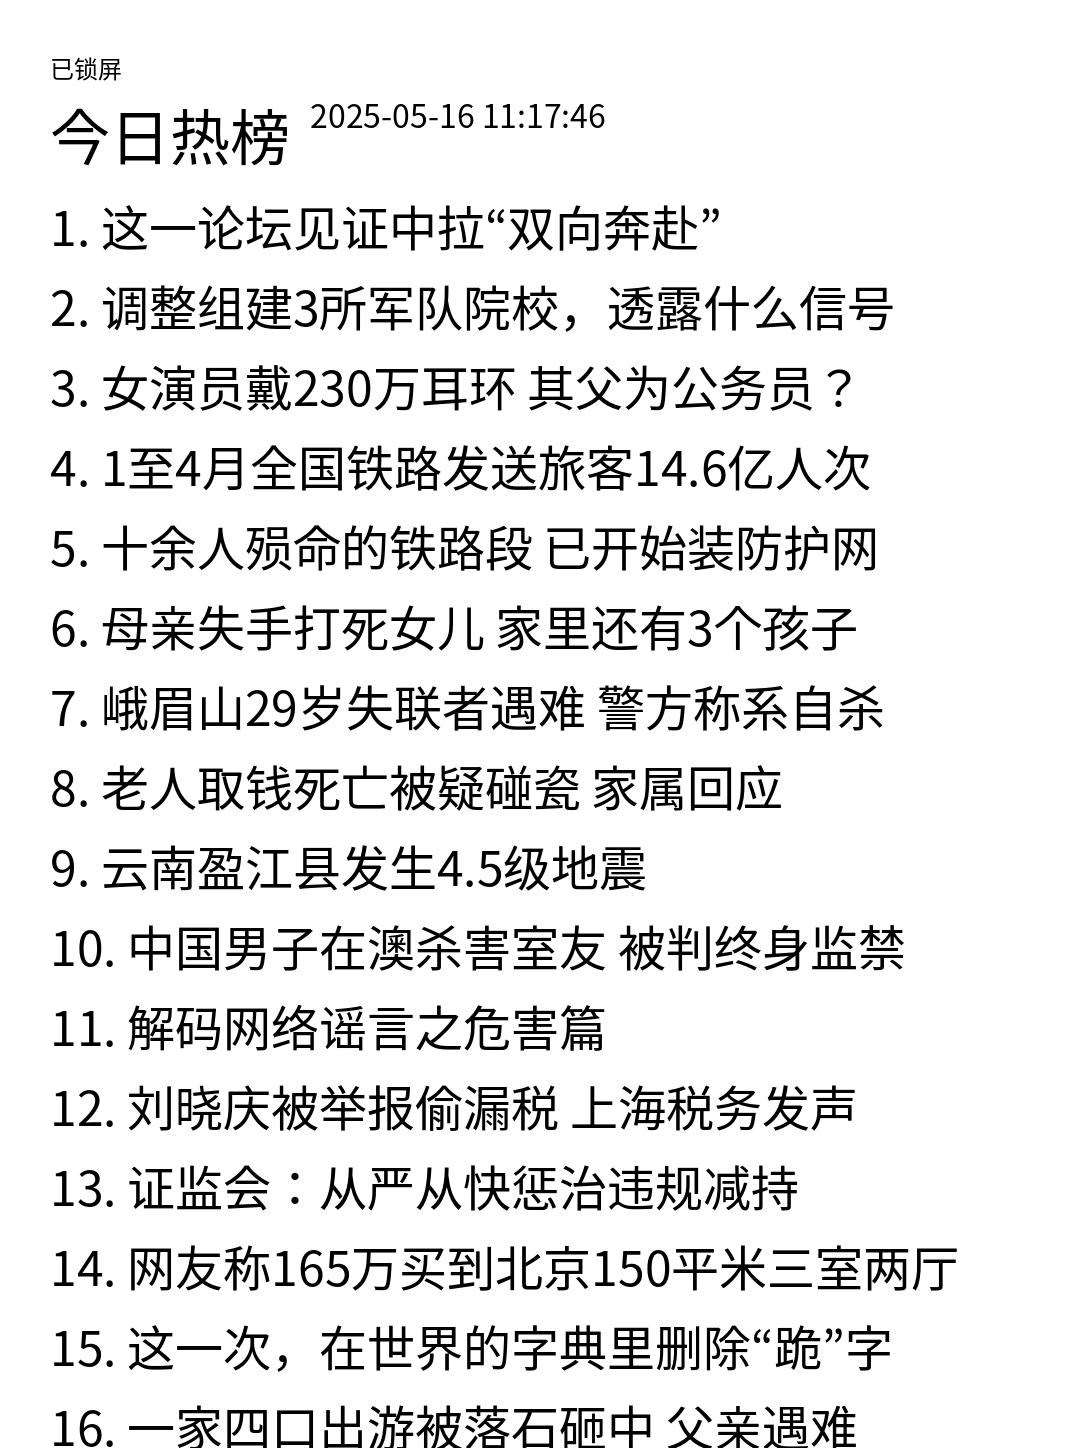 已锁屏
今日热榜 2025-05-16 11:17:46
1. 这一论坛见证中拉“双向奔赴”
2. 调整组建3所军队院校，透露什么信号
3. 女演员戴230万耳环 其父为公务员？
4. 1至4月全国铁路发送旅客14.6亿人次
5. 十余人殒命的铁路段 已开始装防护网
6. 母亲失手打死女儿 家里还有3个孩子
7. 峨眉山29岁失联者遇难 警方称系自杀
8. 老人取钱死亡被疑碰瓷 家属回应
9. 云南盈江县发生4.5级地震
10. 中国男子在澳杀害室友 被判终身监禁
11. 解码网络谣言之危害篇
12. 刘晓庆被举报偷漏税 上海税务发声
13. 证监会：从严从快惩治违规减持
14. 网友称165万买到北京150平米三室两厅
15. 这一次，在世界的字典里删除“跪”字
16. 一家四口出游被落石砸中 父亲遇难